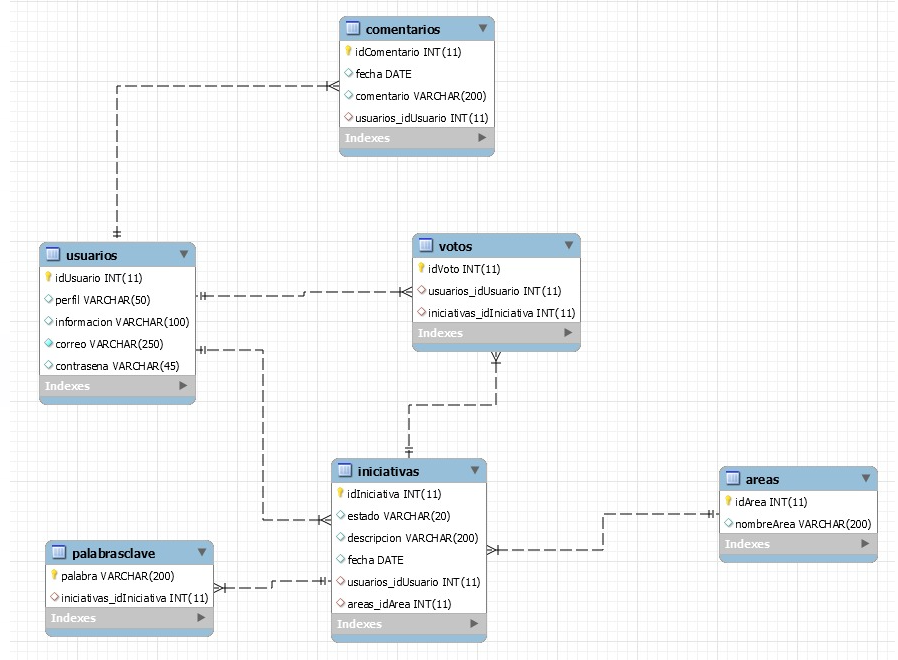 comentarios
idComentario INT(11)
fecha DATE
comentario VARCHAR(200)
usuarios_idUsuario INT(11)
Indexes
usuarios
idUsuario INT(11)
perfil VARCHAR(50)
informacion VARCHAR(100)
correo VARCHAR(250)
contrasena VARCHAR(45)
Indexes
votos
idVoto INT(11)
usuarios_idUsuario INT(11)
iniciativas_idIniciativa INT(11)
Indexes
iniciativas
idIniciativa INT(11)
estado VARCHAR(20)
descripcion VARCHAR(200)
fecha DATE
usuarios_idUsuario INT(11)
areas_idArea INT(11)
Indexes
areas
idArea INT(11)
nombreArea VARCHAR(200)
Indexes
palabrasclave
palabra VARCHAR(200)
iniciativas_idIniciativa INT(11)
Indexes